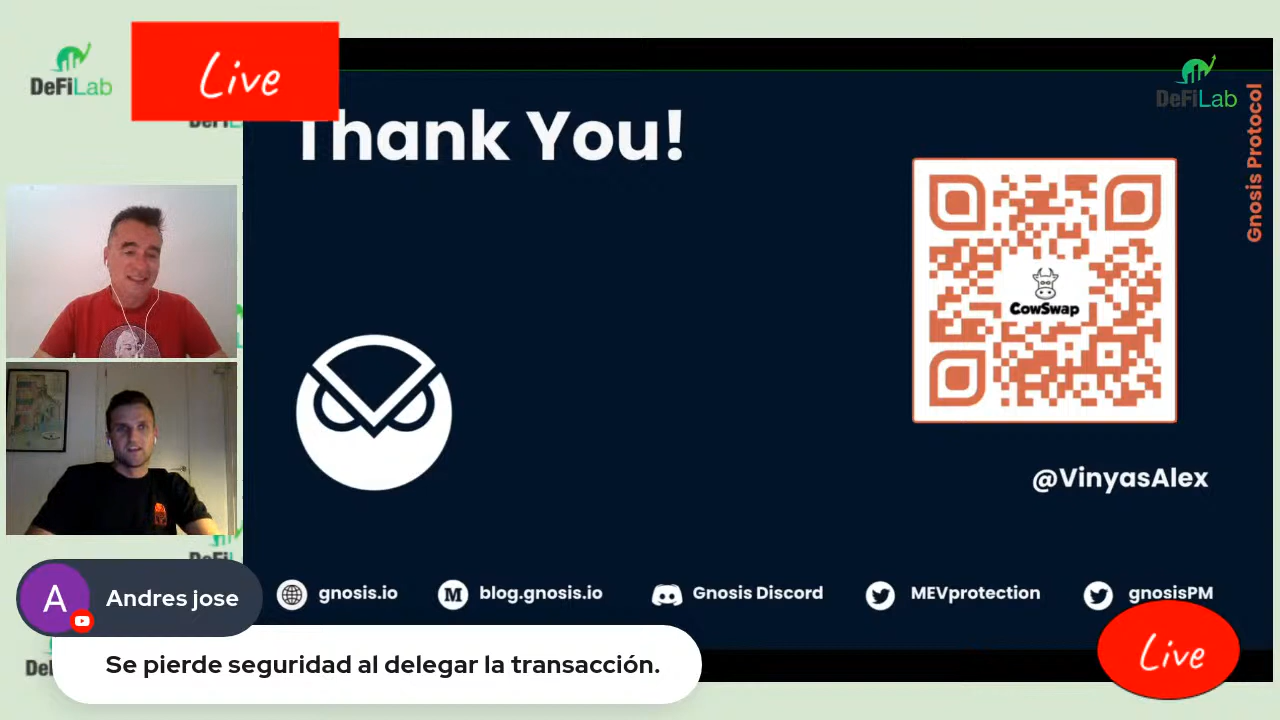 DeFiLab
Live
DeFiLab
Thank You!
DeFiLab
Gnosis Protocol
CowSwap
@VinyasAlex
gnosis.io
M
blog.gnosis.io
Gnosis Discord
MEVprotection
gnosisPM
A
Andres jose
Se pierde seguridad al delegar la transacción.
Live